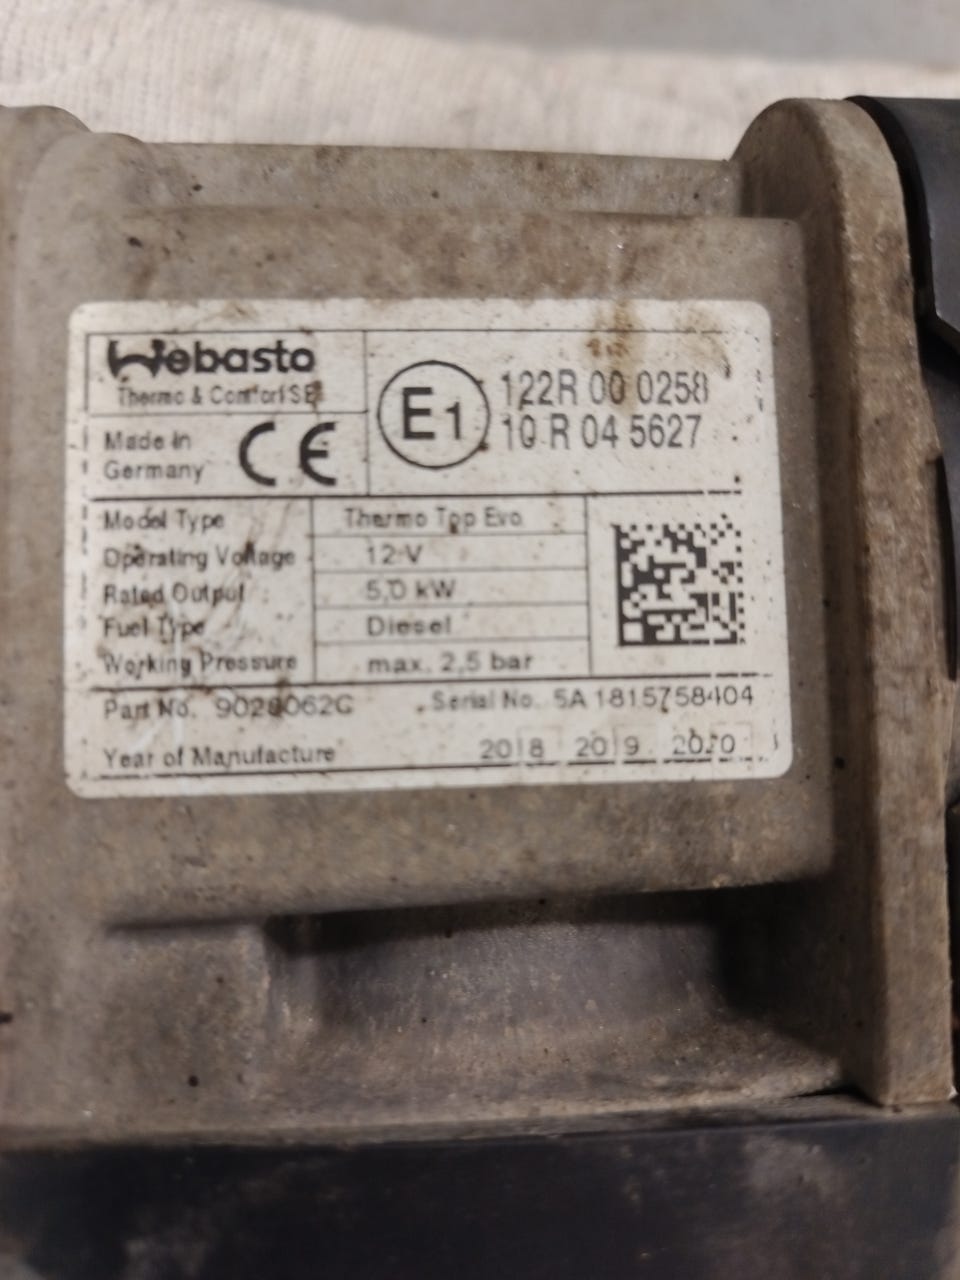 Webasto
Thermo & Comfort SE
Made in
Germany
CE
E1
122R 00 0258
10 R 04 5627
Model Type Thermo Top Evo
Operating Voltage 12 V
Rated Output : 5,0 kW
Fuel Type Diesel
Working Pressure max. 2,5 bar
Part No. Serial No. 5A 1815758404
Year of Manufacture 2018 2019 2020